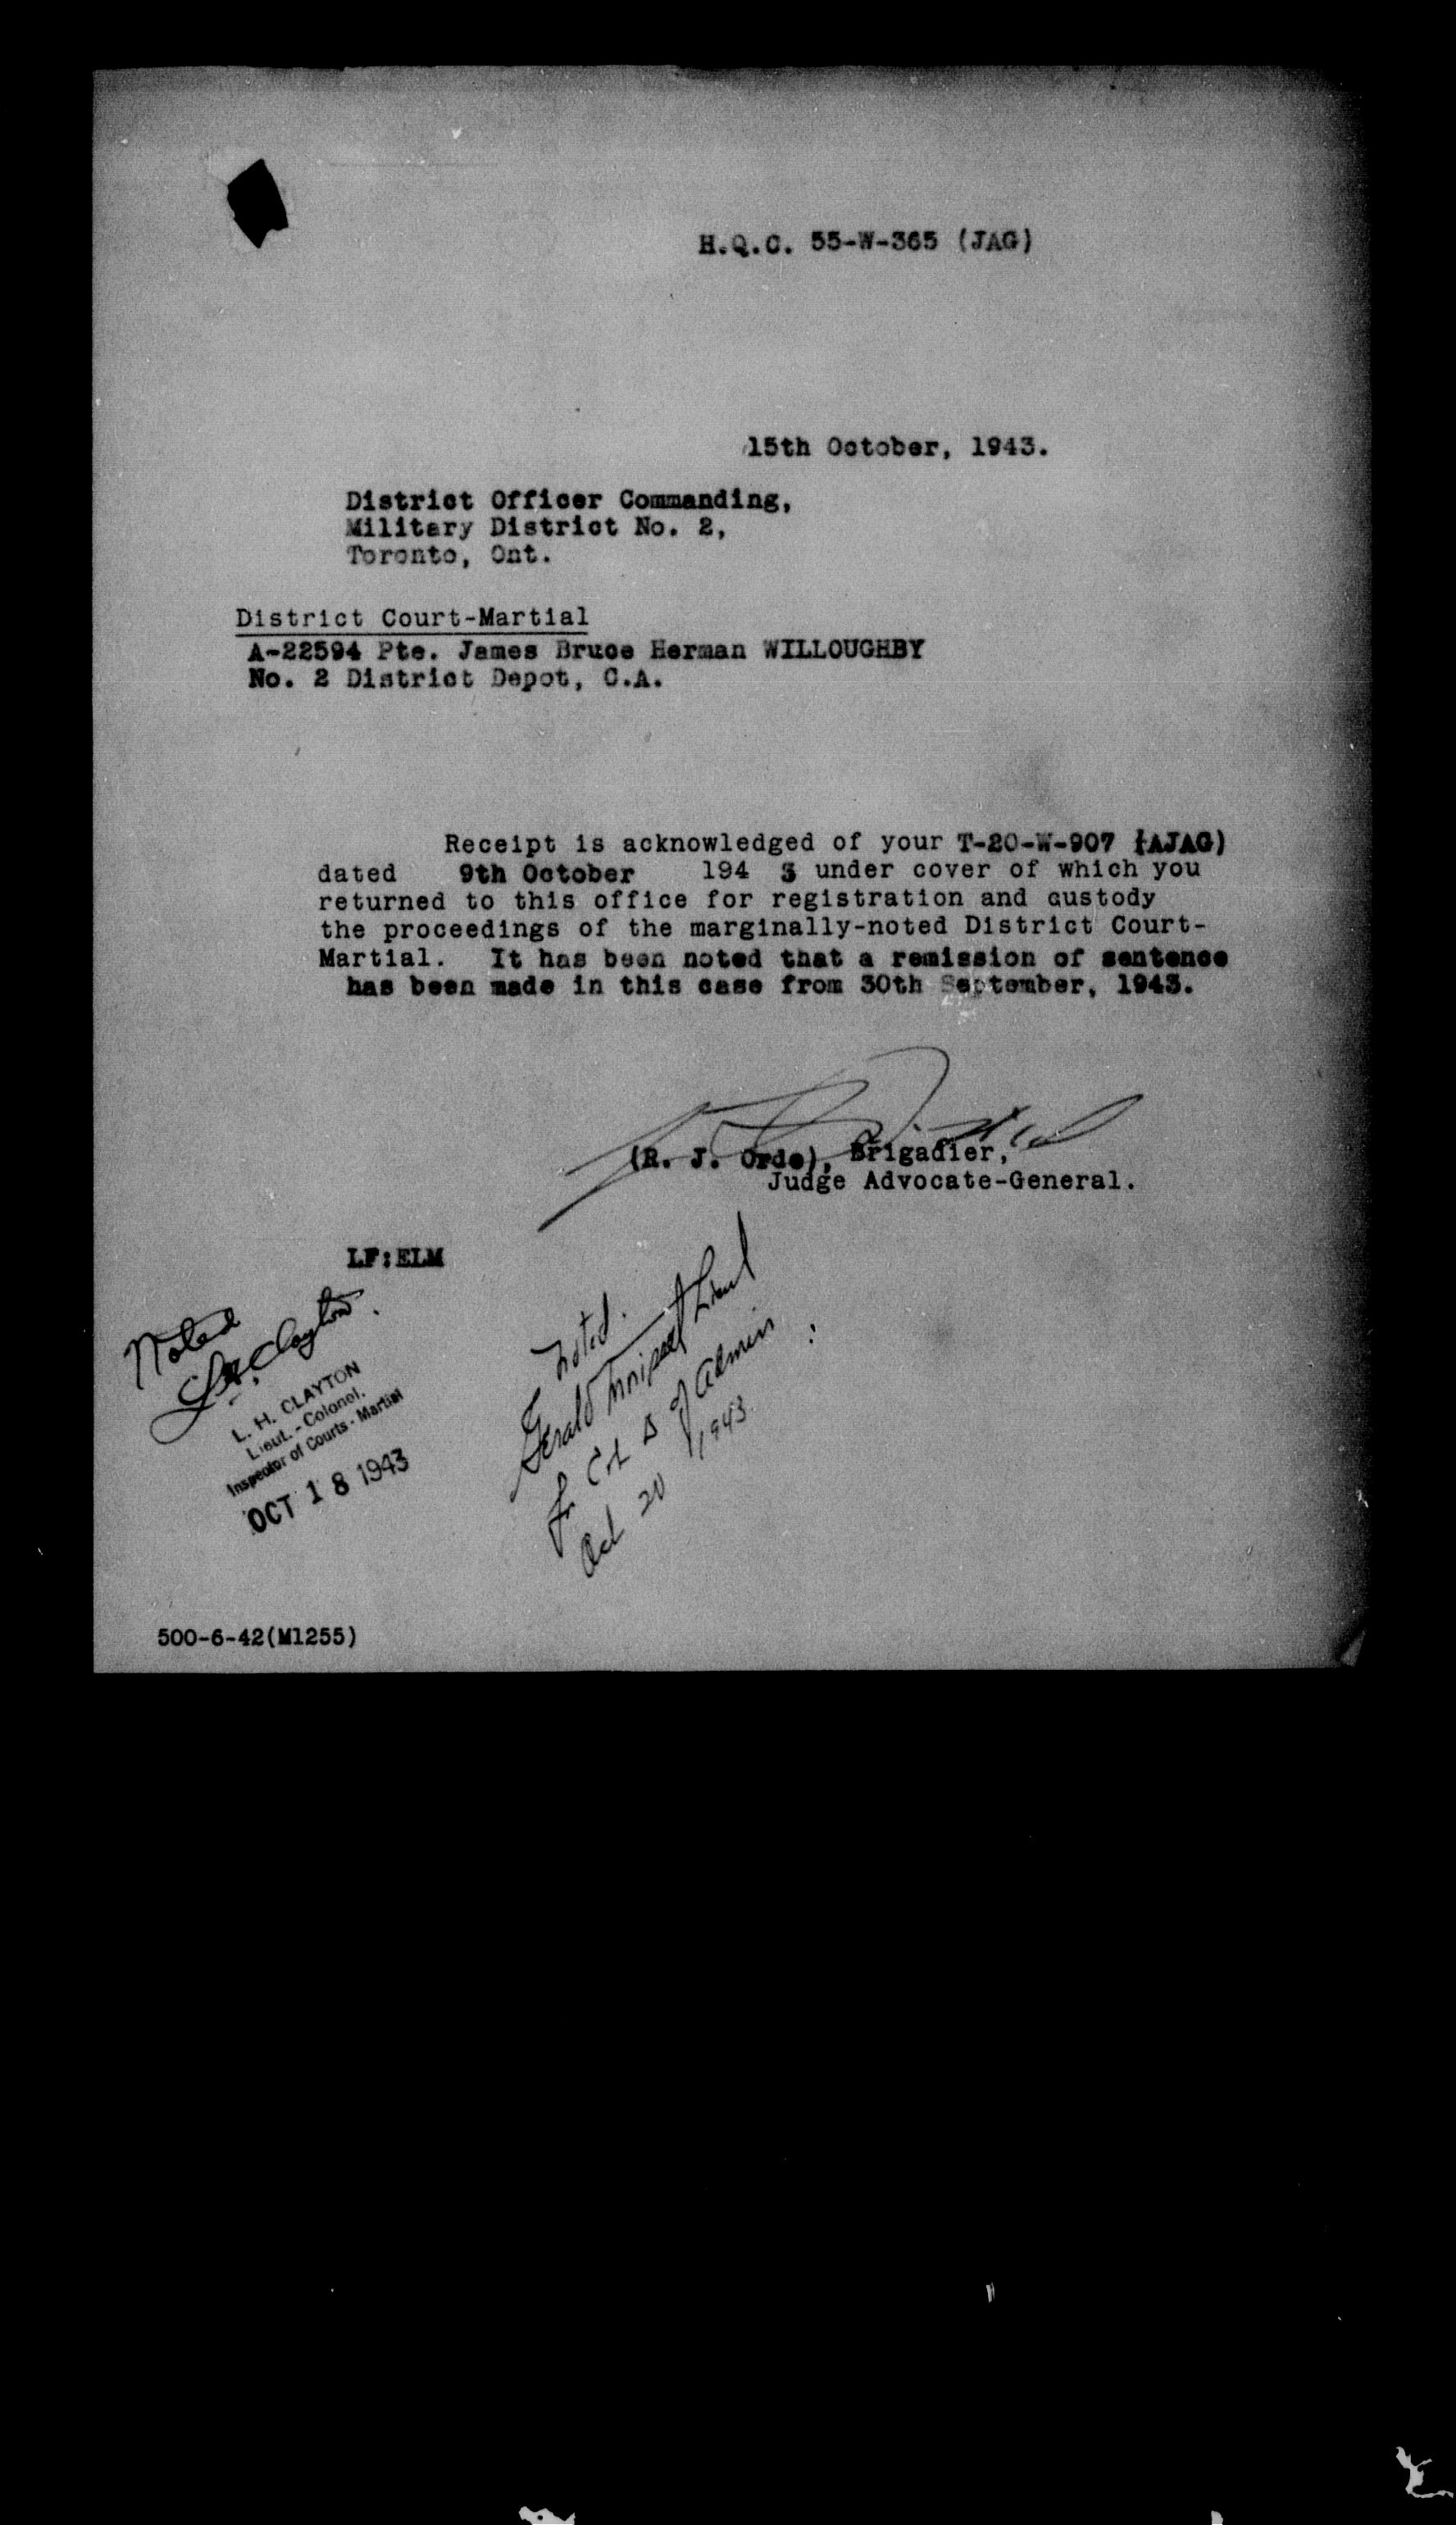 H.Q.C. 55-W-365 (JAG)
15th October, 1943.
District Officer Commanding,
Military District No. 2,
Toronto, Ont.
District Court-Martial
A-22594 Pte. James Bruce Herman WILLOUGHBY
No. 2 District Depot, C.A.
Receipt is acknowledged of your T-20-W-907 (AJAG)
dated 9th October 194 3 under cover of which you
returned to this office for registration and custody
the proceedings of the marginally-noted District Court-
Martial. It has been noted that a remission of sentence
has been made in this case from 30th September, 1943.
(R. J. Orde), Brigadier,
Judge Advocate-General.
LF:ELM
Noted
L H Clayton.
L. H. CLAYTON
Lieut. - Colonel.
Inspector of Courts - Martial
OCT 18 1943
Noted.
Gerald
D of Admin
Oct 20 1943
500-6-42(M1255)